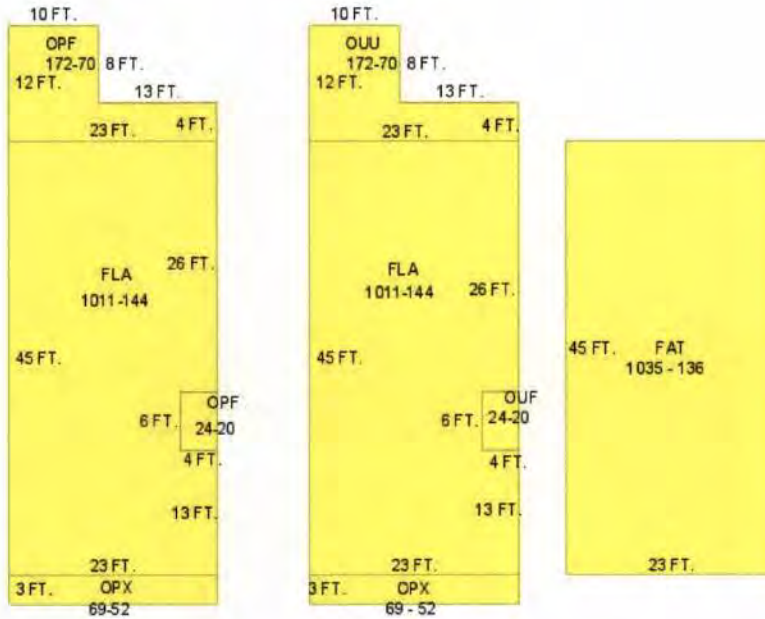 10 FT.
OPF
172-70
8 FT.
12 FT.
13 FT.
4 FT.
23 FT.
26 FT.
FLA
1011-144
45 FT.
OPF
6 FT.
24-20
4 FT.
13 FT.
23 FT.
3 FT.
OPX
69-52
10 FT.
OUU
172-70
8 FT.
12 FT.
13 FT.
4 FT.
23 FT.
FLA
26 FT.
1011-144
45 FT.
OUF
6 FT.
24-20
4 FT.
13 FT.
23 FT.
3 FT.
OPX
69 - 52
45 FT.
FAT
1035 - 136
23 FT.